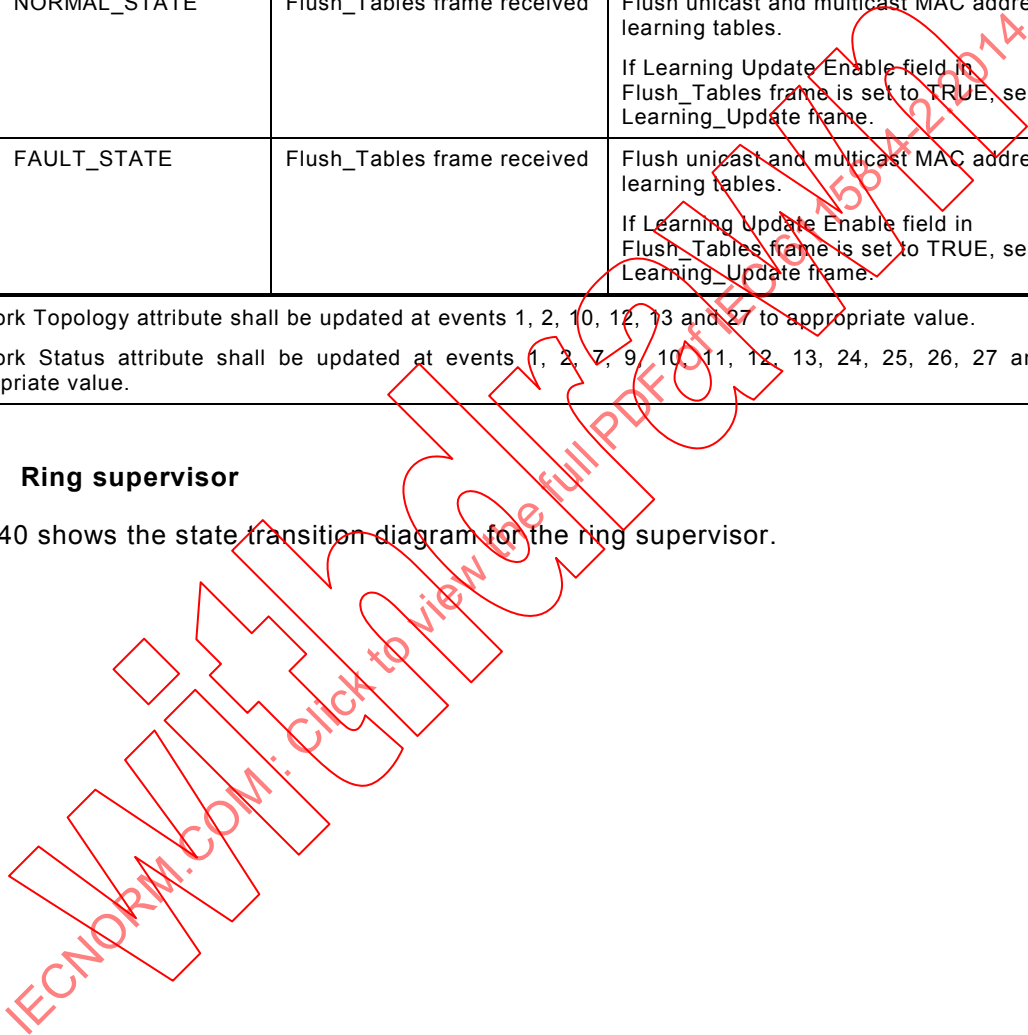 NORMAL_STATE Flush_Tables frame received Flush unicast and multicast MAC addre
learning tables.
If Learning Update Enable field in
Flush_Tables frame is set to TRUE, se
Learning_Update frame.
FAULT_STATE Flush_Tables frame received Flush unicast and multicast MAC addre
learning tables.
If Learning Update Enable field in
Flush_Tables frame is set to TRUE, se
Learning_Update frame.
ork Topology attribute shall be updated at events 1, 2, 10, 12, 13 and 27 to appropriate value.
ork Status attribute shall be updated at events 1, 2, 7, 9, 10, 11, 12, 13, 24, 25, 26, 27 an
opriate value.
Ring supervisor
40 shows the state transition diagram for the ring supervisor.
withdrawn
IECNORM.COM : Click to view the full PDF of IEC 61158-4-2:2014